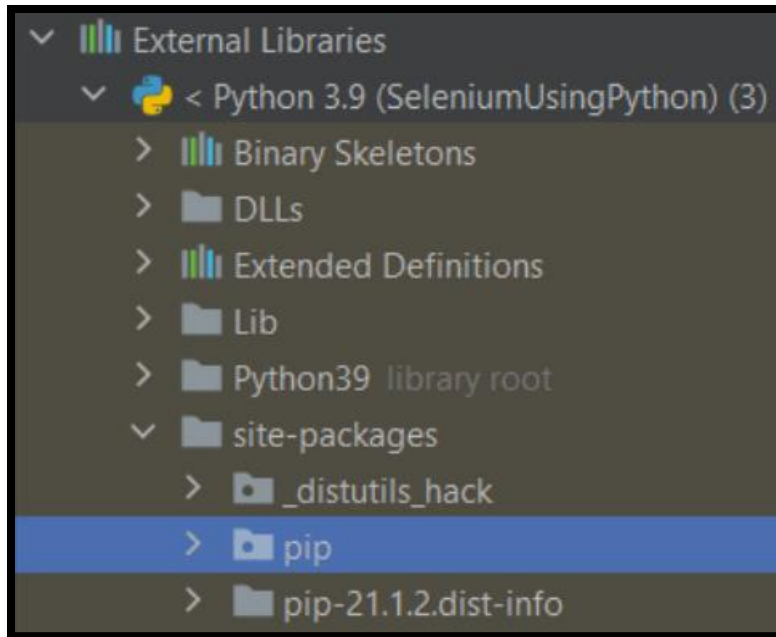 External Libraries
< Python 3.9 (SeleniumUsingPython) (3)
Binary Skeletons
DLLs
Extended Definitions
Lib
Python39 library root
site-packages
_distutils_hack
pip
pip-21.1.2.dist-info